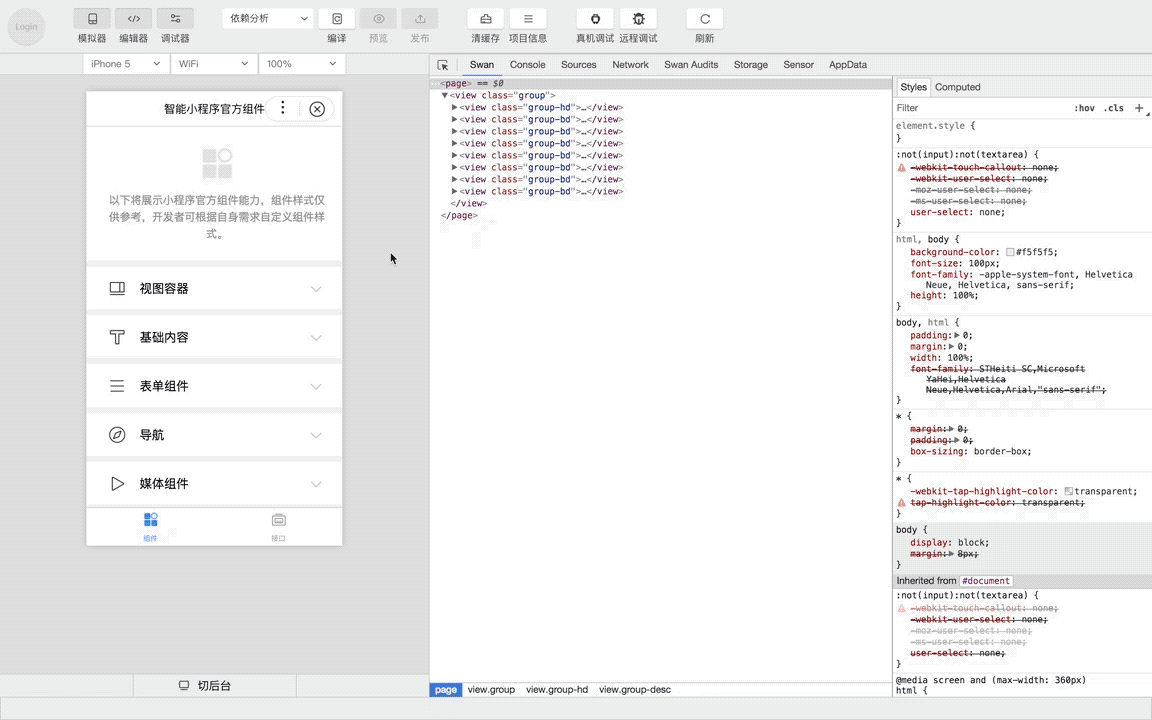 Login
模拟器
编辑器
调试器
依赖分析
编译
预览
发布
清缓存
项目信息
真机调试
远程调试
刷新
iPhone 5
WiFi
100%
智能小程序官方组件
以下将展示小程序官方组件能力，组件样式仅
供参考，开发者可根据自身需求自定义组件样
式。
视图容器
基础内容
表单组件
导航
媒体组件
组件
接口
切后台
Swan
Console
Sources
Network
Swan Audits
Storage
Sensor
AppData
<page> == $0
▼<view class="group">
▶<view class="group-hd">…</view>
▶<view class="group-bd">…</view>
▶<view class="group-bd">…</view>
▶<view class="group-bd">…</view>
▶<view class="group-bd">…</view>
▶<view class="group-bd">…</view>
▶<view class="group-bd">…</view>
▶<view class="group-bd">…</view>
</view>
</page>
page
view.group
view.group-hd
view.group-desc
Styles
Computed
Filter
:hov
.cls
+
element.style {
}
:not(input):not(textarea) {
-webkit-touch-callout: none;
-webkit-user-select: none;
-moz-user-select: none;
-ms-user-select: none;
user-select: none;
}
html, body {
background-color: #f5f5f5;
font-size: 100px;
font-family: -apple-system-font, Helvetica
Neue, Helvetica, sans-serif;
height: 100%;
}
body, html {
padding:▶ 0;
margin:▶ 0;
width: 100%;
font-family: STHeiti SC,Microsoft
YaHei,Helvetica
Neue,Helvetica,Arial,"sans-serif";
}
* {
margin:▶ 0;
padding:▶ 0;
box-sizing: border-box;
}
* {
-webkit-tap-highlight-color: transparent;
tap-highlight-color: transparent;
}
body {
display: block;
margin:▶ 8px;
}
Inherited from #document
:not(input):not(textarea) {
-webkit-touch-callout: none;
-webkit-user-select: none;
-moz-user-select: none;
-ms-user-select: none;
user-select: none;
}
@media screen and (max-width: 360px)
html {